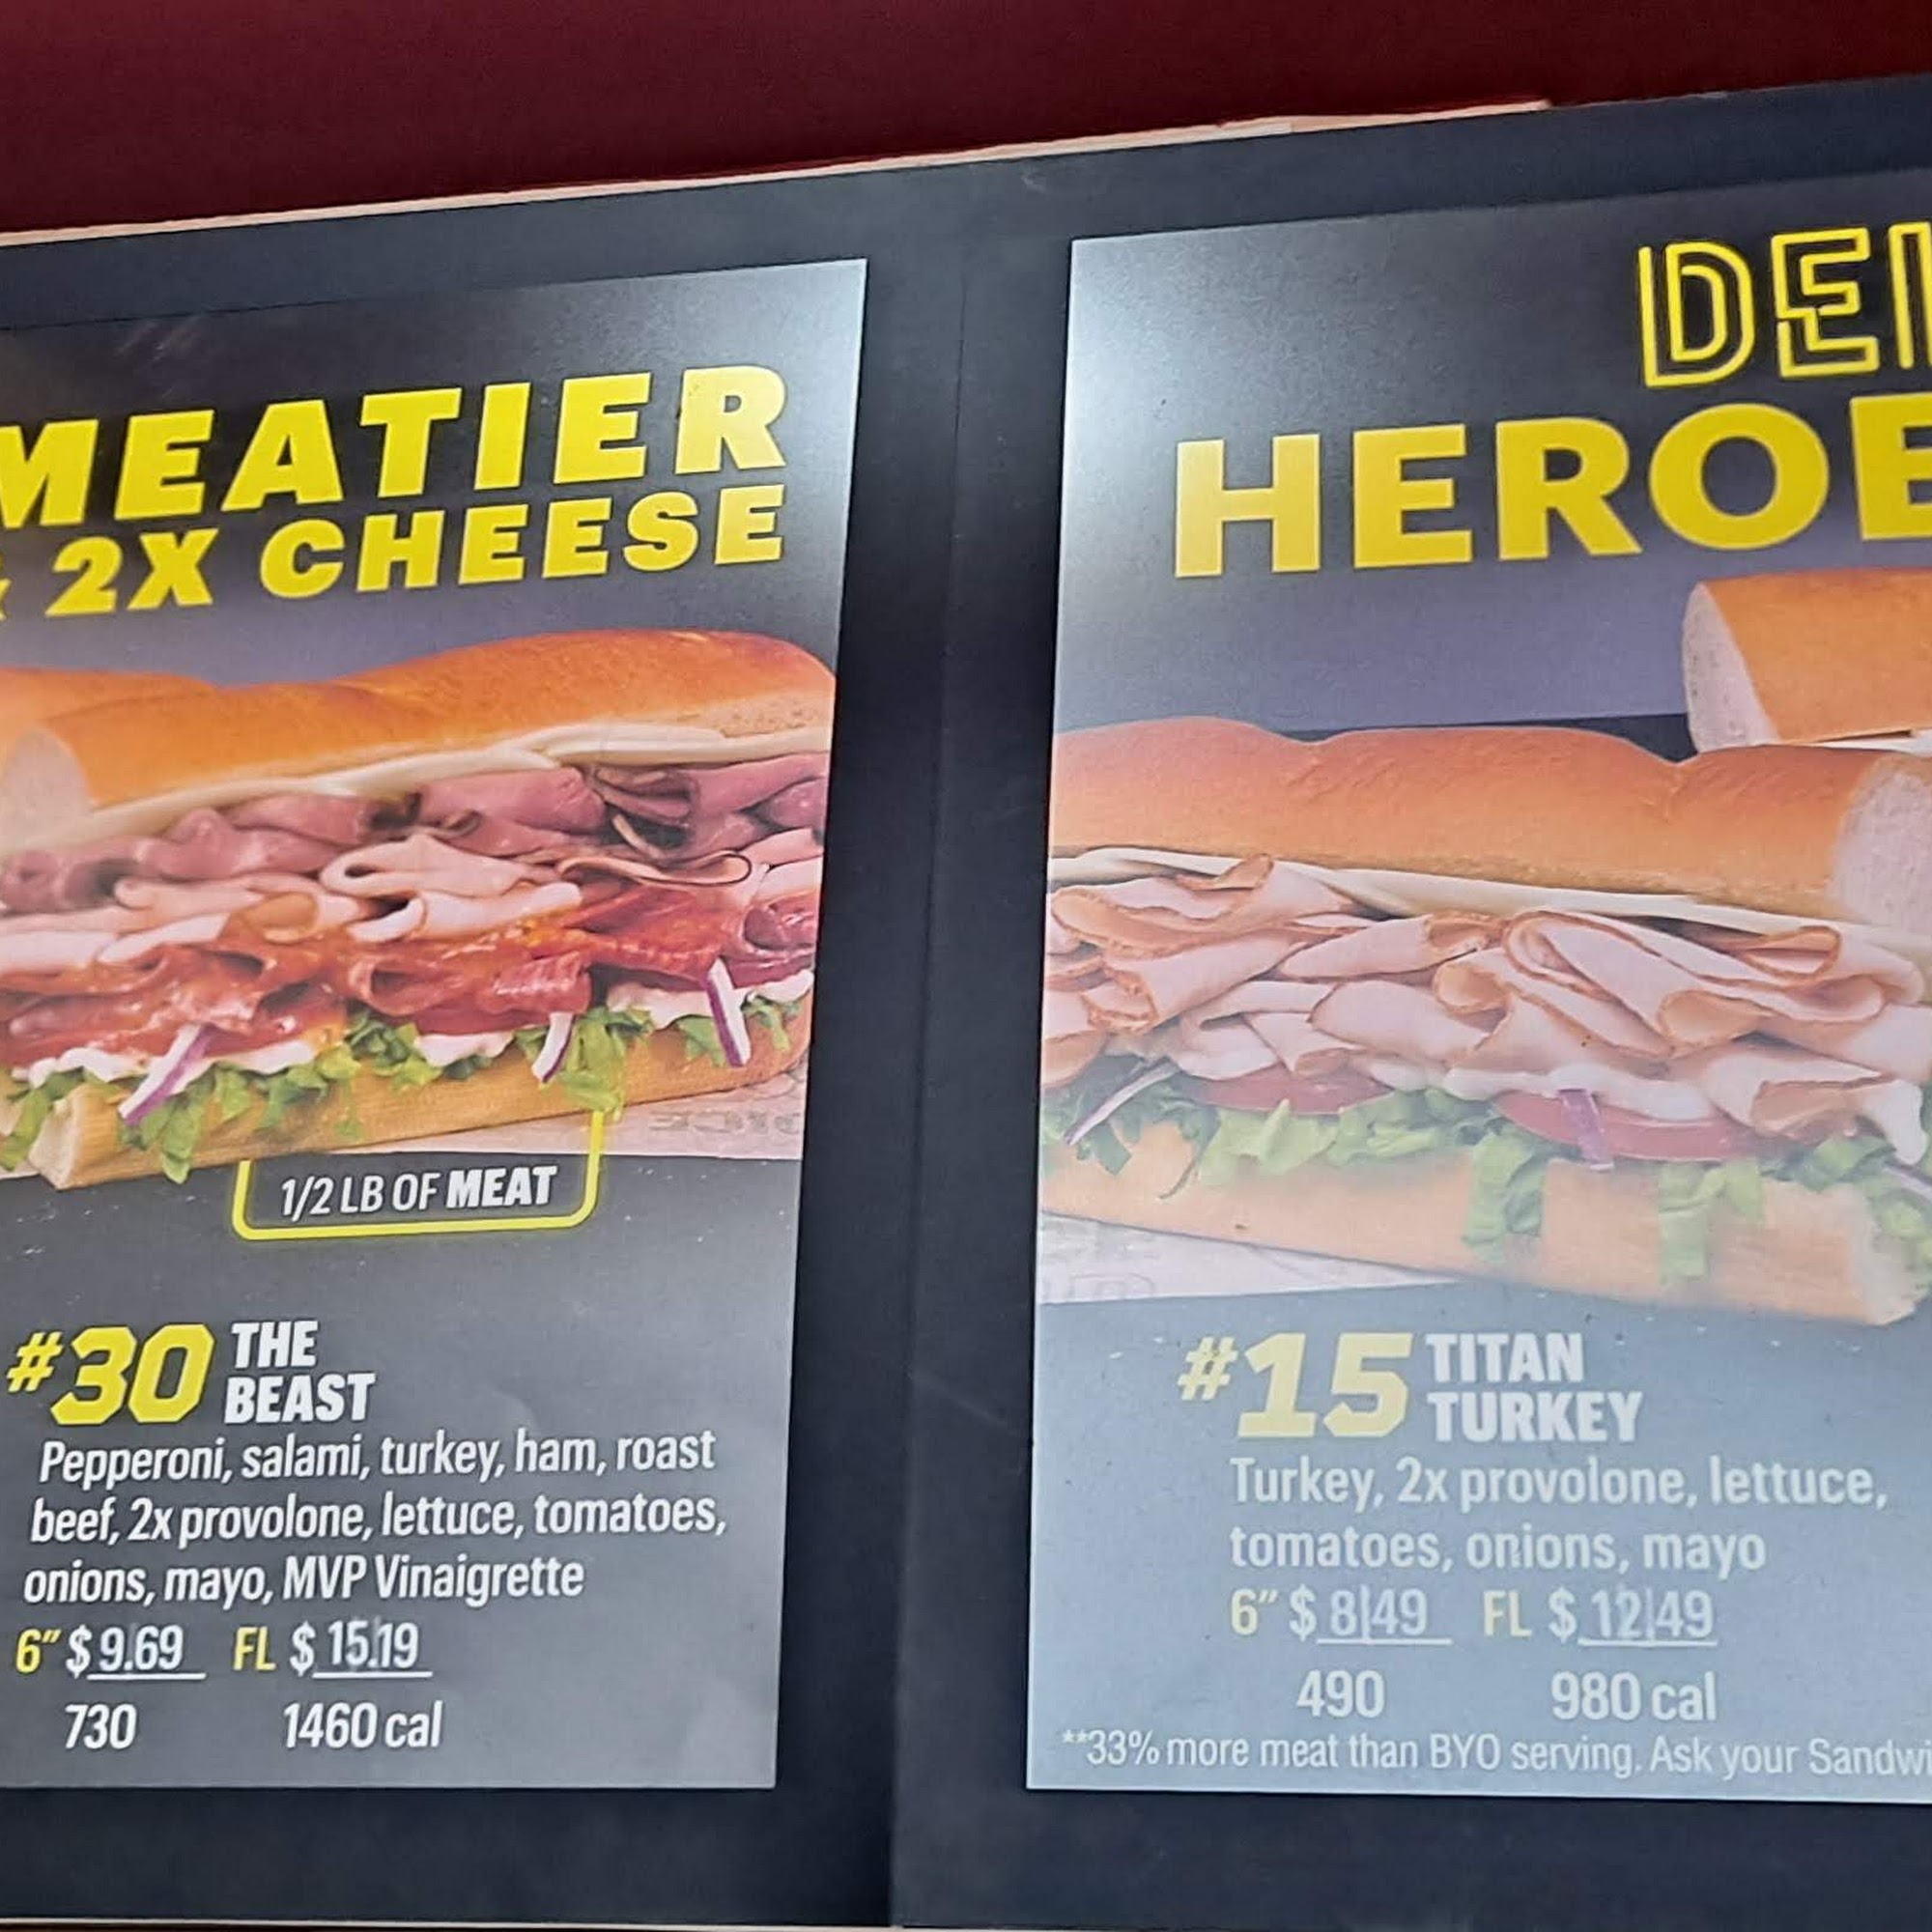 MEATIER
& 2X CHEESE
1/2 LB OF MEAT
#30 THE
BEAST
Pepperoni, salami, turkey, ham, roast
beef, 2x provolone, lettuce, tomatoes,
onions, mayo, MVP Vinaigrette
6" $ 9.69 FL $ 15.19
730 1460 cal
DEL
HEROE
#15 TITAN
TURKEY
Turkey, 2x provolone, lettuce,
tomatoes, onions, mayo
6" $ 8.49 FL $ 12.49
490 980 cal
**33% more meat than BYO serving. Ask your Sandwi